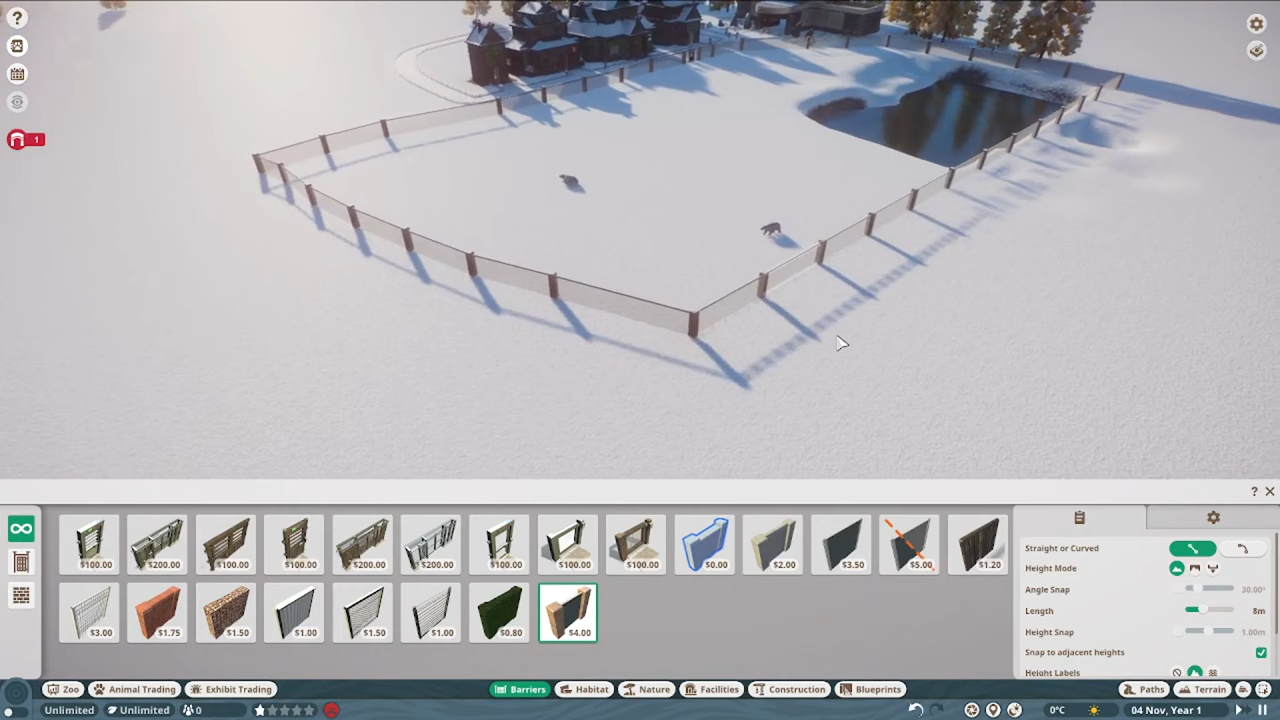 ?
1
? ×
$100.00 $200.00 $100.00 $100.00 $200.00 $200.00 $100.00 $100.00 $100.00 $0.00 $2.00 $3.50 $5.00 $1.20
$3.00 $1.75 $1.50 $1.00 $1.50 $1.00 $0.80 $4.00
Straight or Curved
Height Mode
Angle Snap 30.00°
Length 8m
Height Snap 1.00m
Snap to adjacent heights
Height Labels
Zoo Animal Trading Exhibit Trading Barriers Habitat Nature Facilities Construction Blueprints Paths Terrain
Unlimited Unlimited 0 0°C 04 Nov, Year 1